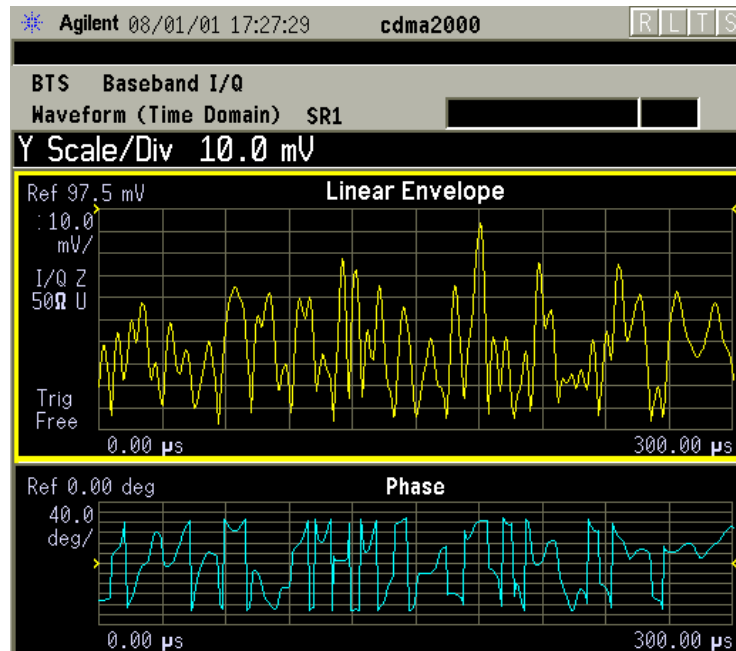 Agilent 08/01/01 17:27:29 cdma2000 R L T S
BTS Baseband I/Q
Waveform (Time Domain) SR1
Y Scale/Div 10.0 mV
Ref 97.5 mV Linear Envelope
10.0
mV/
I/Q Z
50Ω U
Trig
Free
0.00 µs 300.00 µs
Ref 0.00 deg Phase
40.0
deg/
0.00 µs 300.00 µs